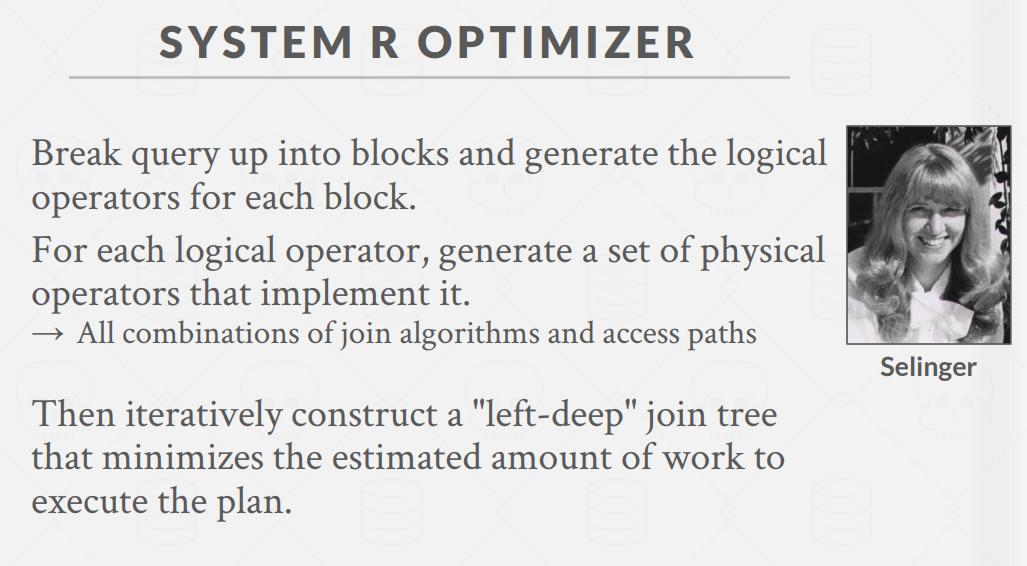 SYSTEM R OPTIMIZER
Break query up into blocks and generate the logical
operators for each block.
For each logical operator, generate a set of physical
operators that implement it.
→ All combinations of join algorithms and access paths
Then iteratively construct a "left-deep" join tree
that minimizes the estimated amount of work to
execute the plan.
Selinger